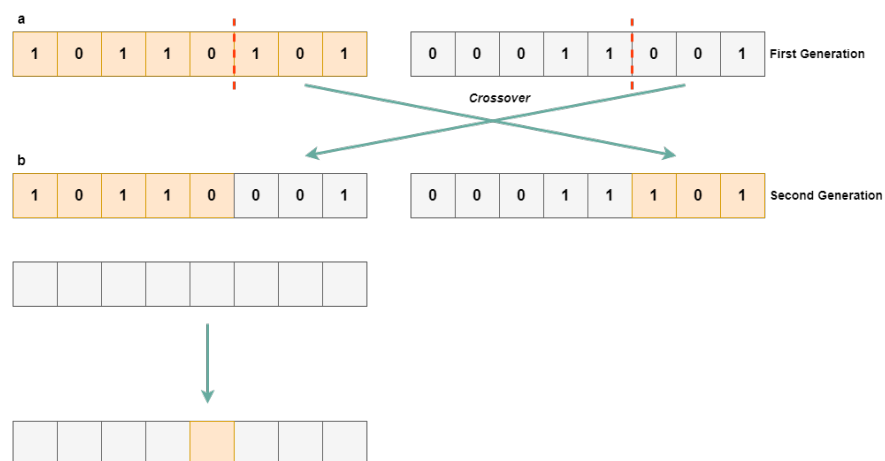 a
1 0 1 1 0 1 0 1 0 0 0 1 1 0 0 1 First Generation
Crossover
b
1 0 1 1 0 0 0 1 0 0 0 1 1 1 0 1 Second Generation